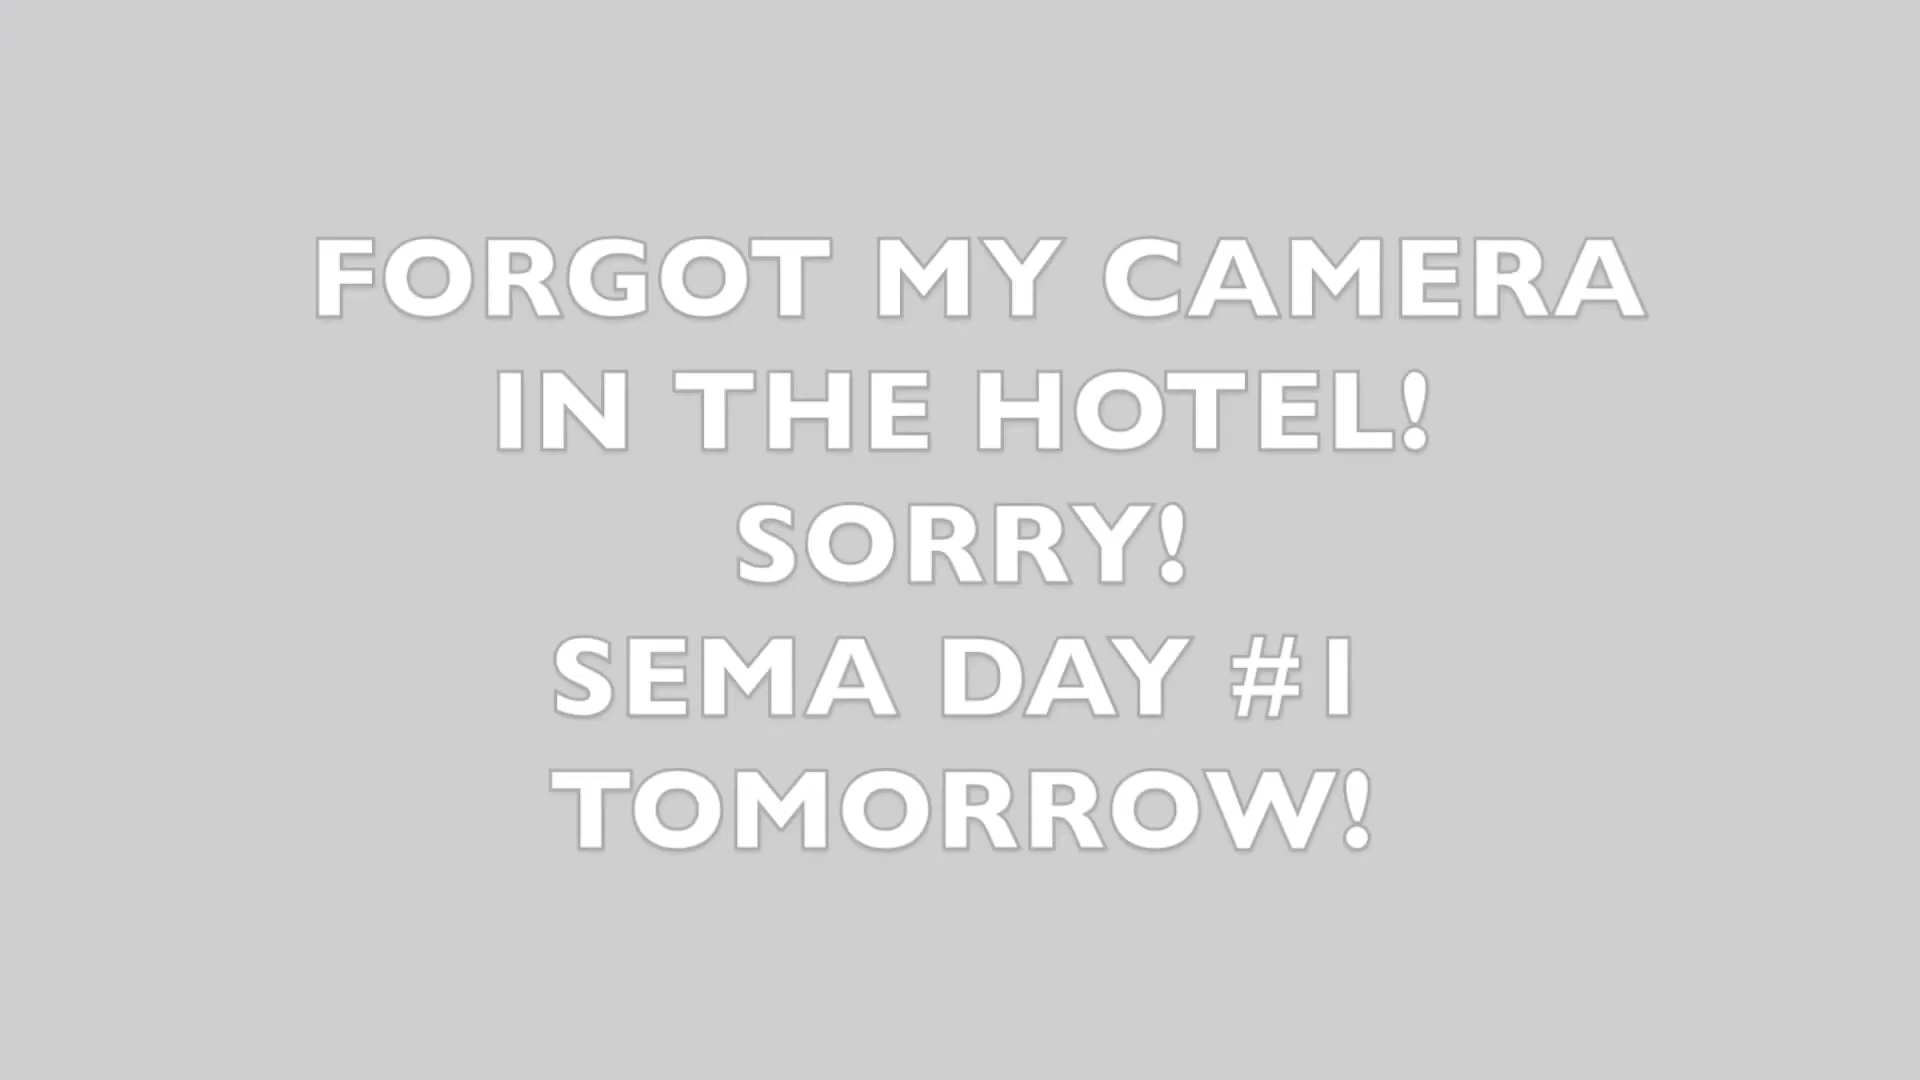 FORGOT MY CAMERA
IN THE HOTEL!
SORRY!
SEMA DAY #1
TOMORROW!